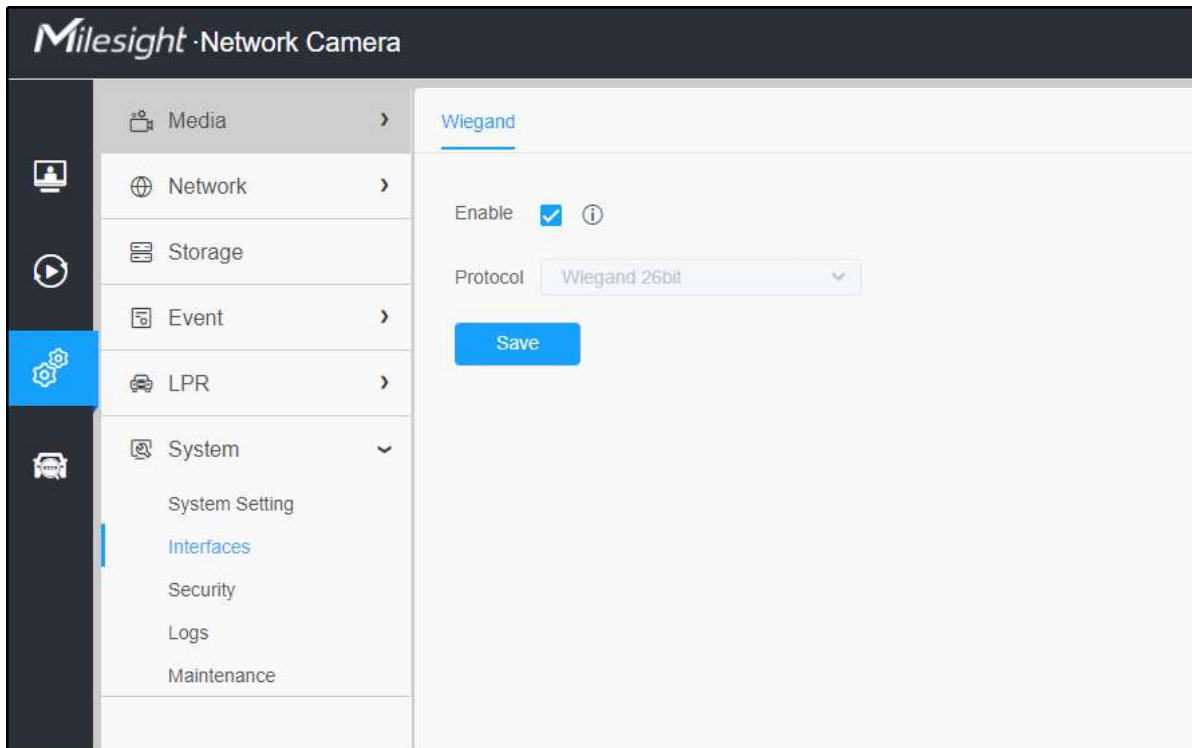 Milesight · Network Camera
Media
Network
Storage
Event
LPR
System
System Setting
Interfaces
Security
Logs
Maintenance
Wiegand
Enable
Protocol Wiegand 26bit
Save